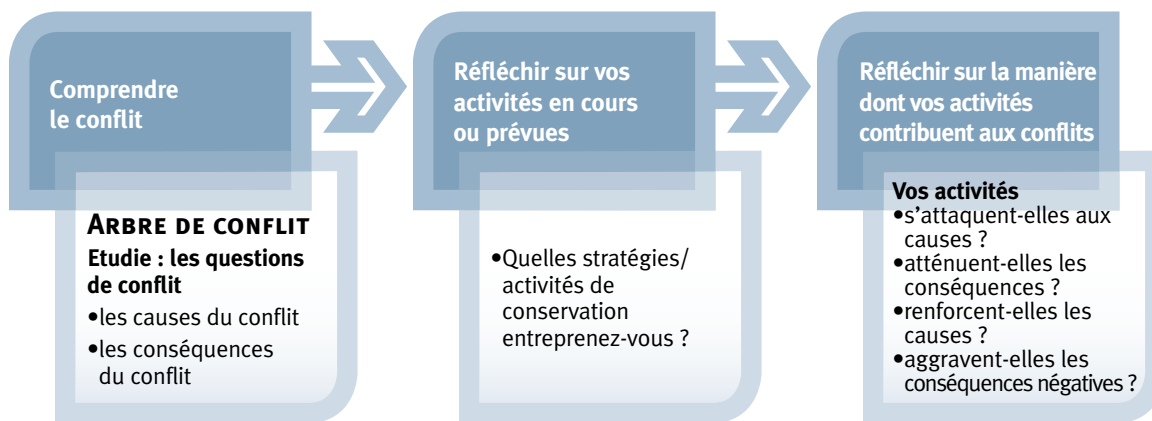 Comprendre
le conflit
ARBRE DE CONFLIT
Etudie : les questions
de conflit
•les causes du conflit
•les conséquences
du conflit
Réfléchir sur vos
activités en cours
ou prévues
•Quelles stratégies/
activités de
conservation
entreprenez-vous ?
Réfléchir sur la manière
dont vos activités
contribuent aux conflits
Vos activités
•s'attaquent-elles aux
causes ?
•atténuent-elles les
conséquences ?
•renforcent-elles les
causes ?
•aggravent-elles les
conséquences négatives ?